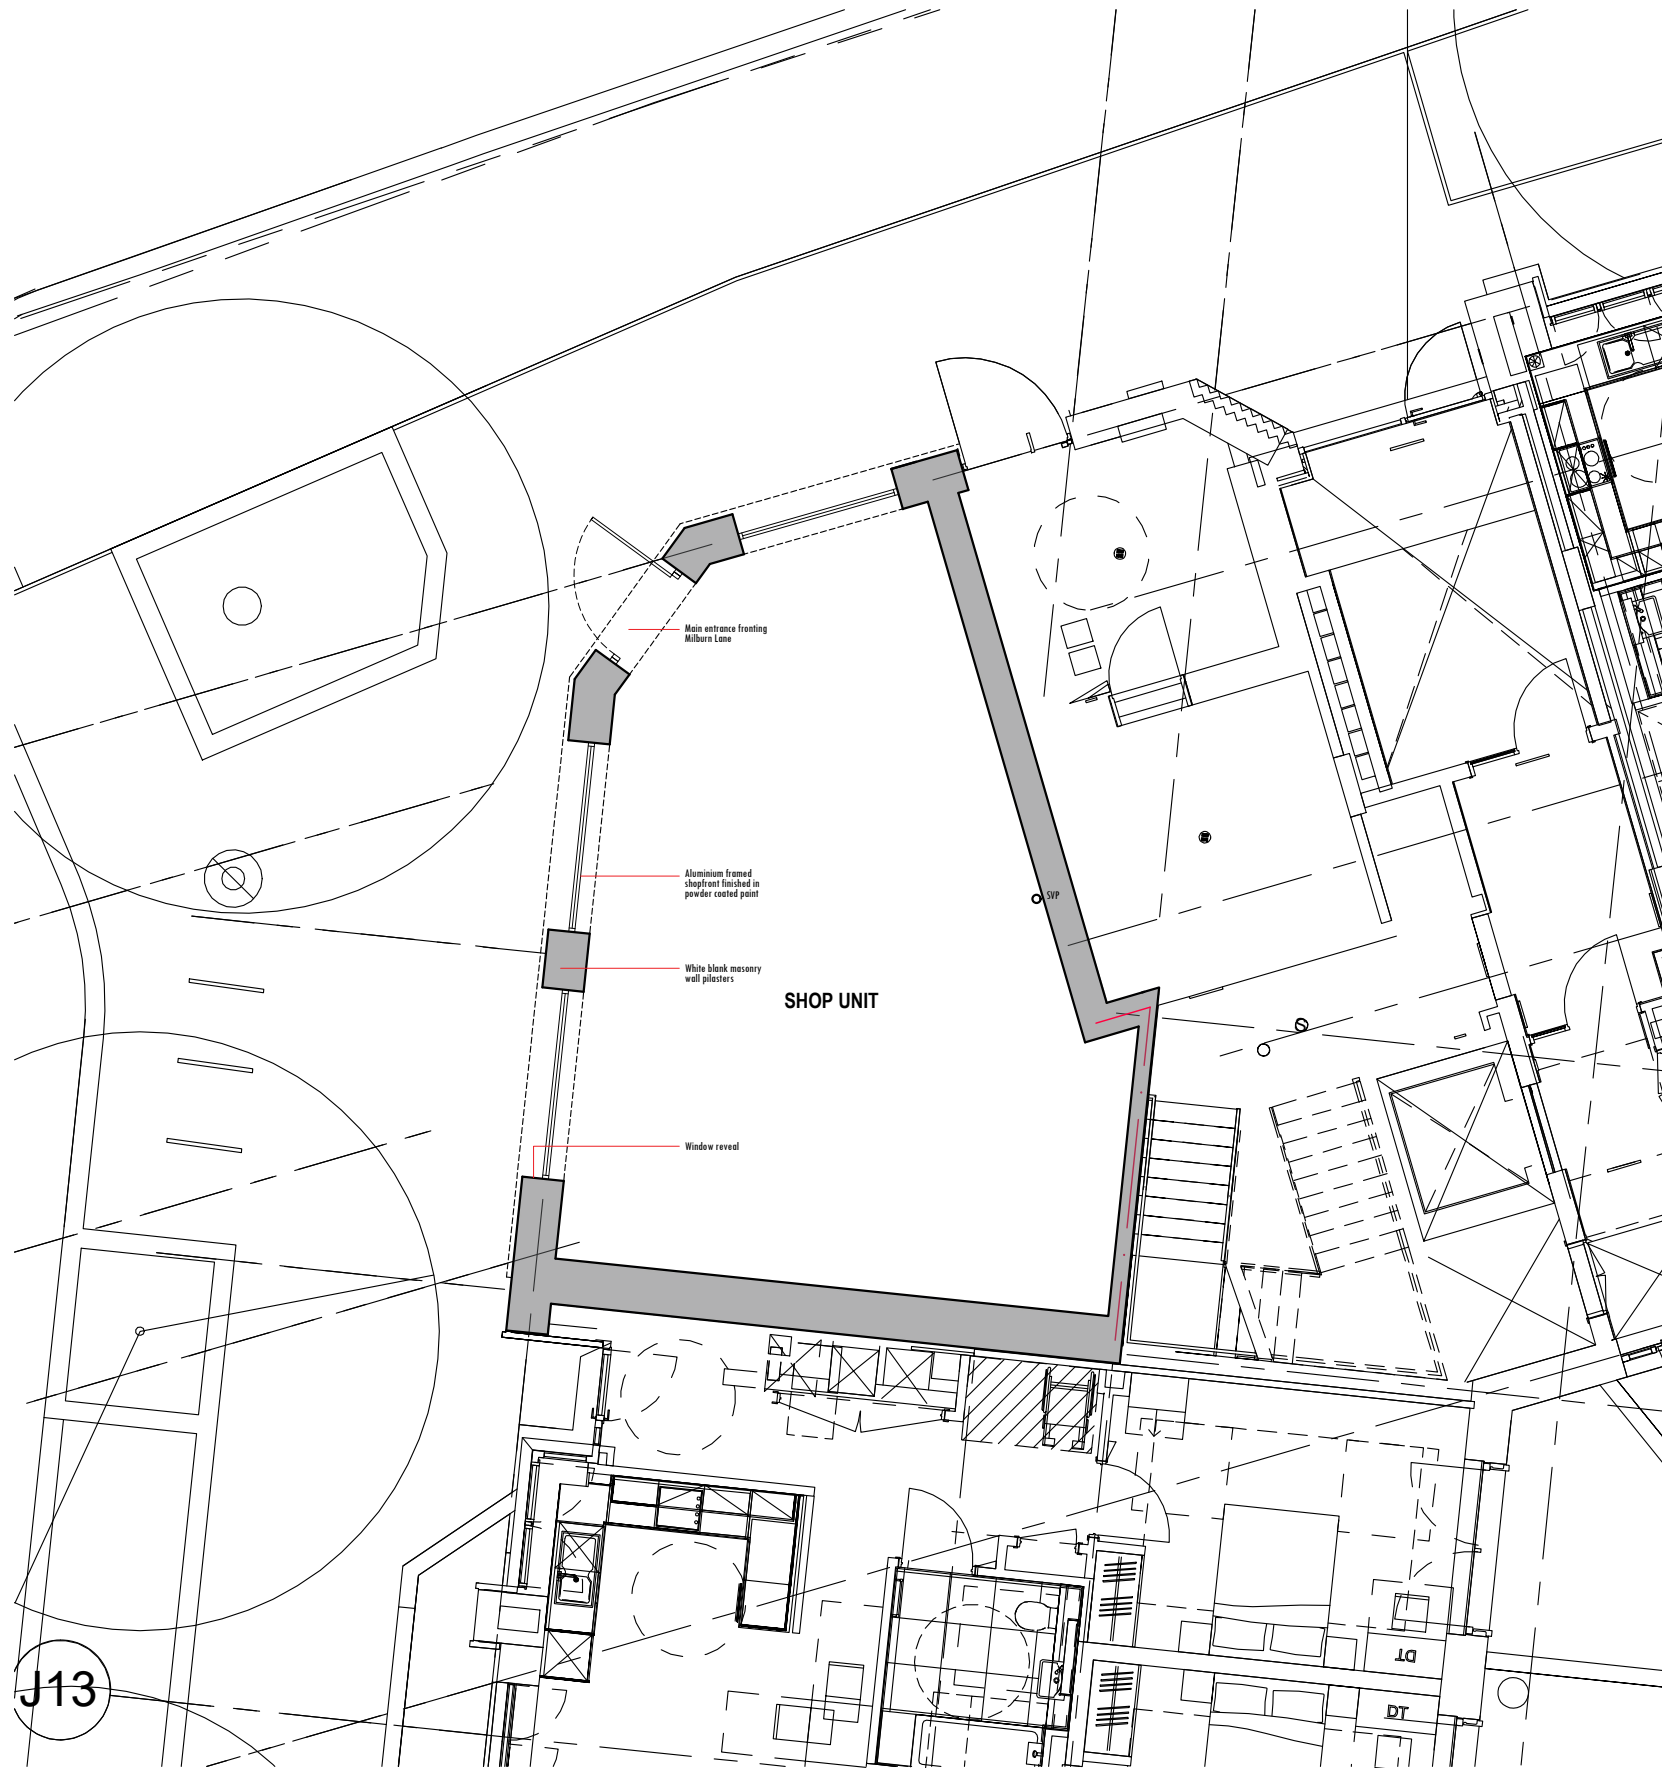 Main entrance fronting
Milburn Lane
Aluminium framed
shopfront finished in
powder coated paint
SVP
White blank masonry
wall pilasters
SHOP UNIT
Window reveal
J13
DT
DT